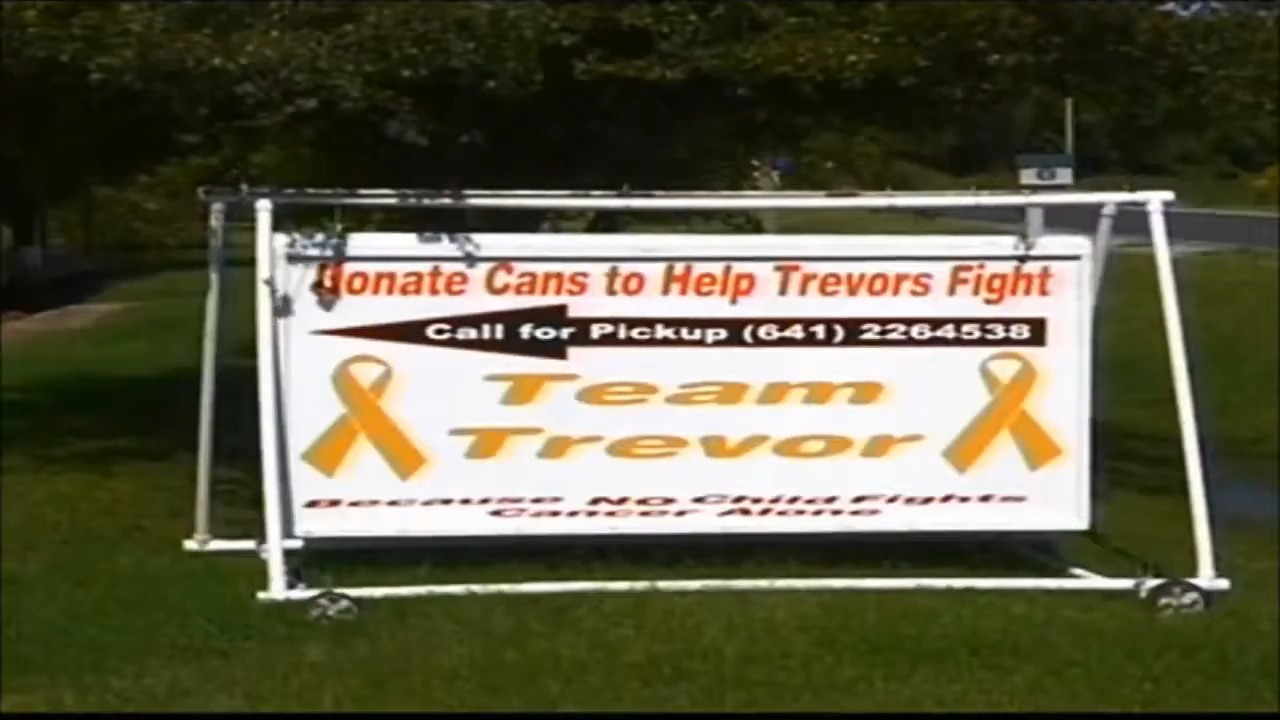 Donate Cans to Help Trevors Fight
Call for Pickup (641) 2264538
Team
Trevor
Because NO Child Fights
Cancer Alone